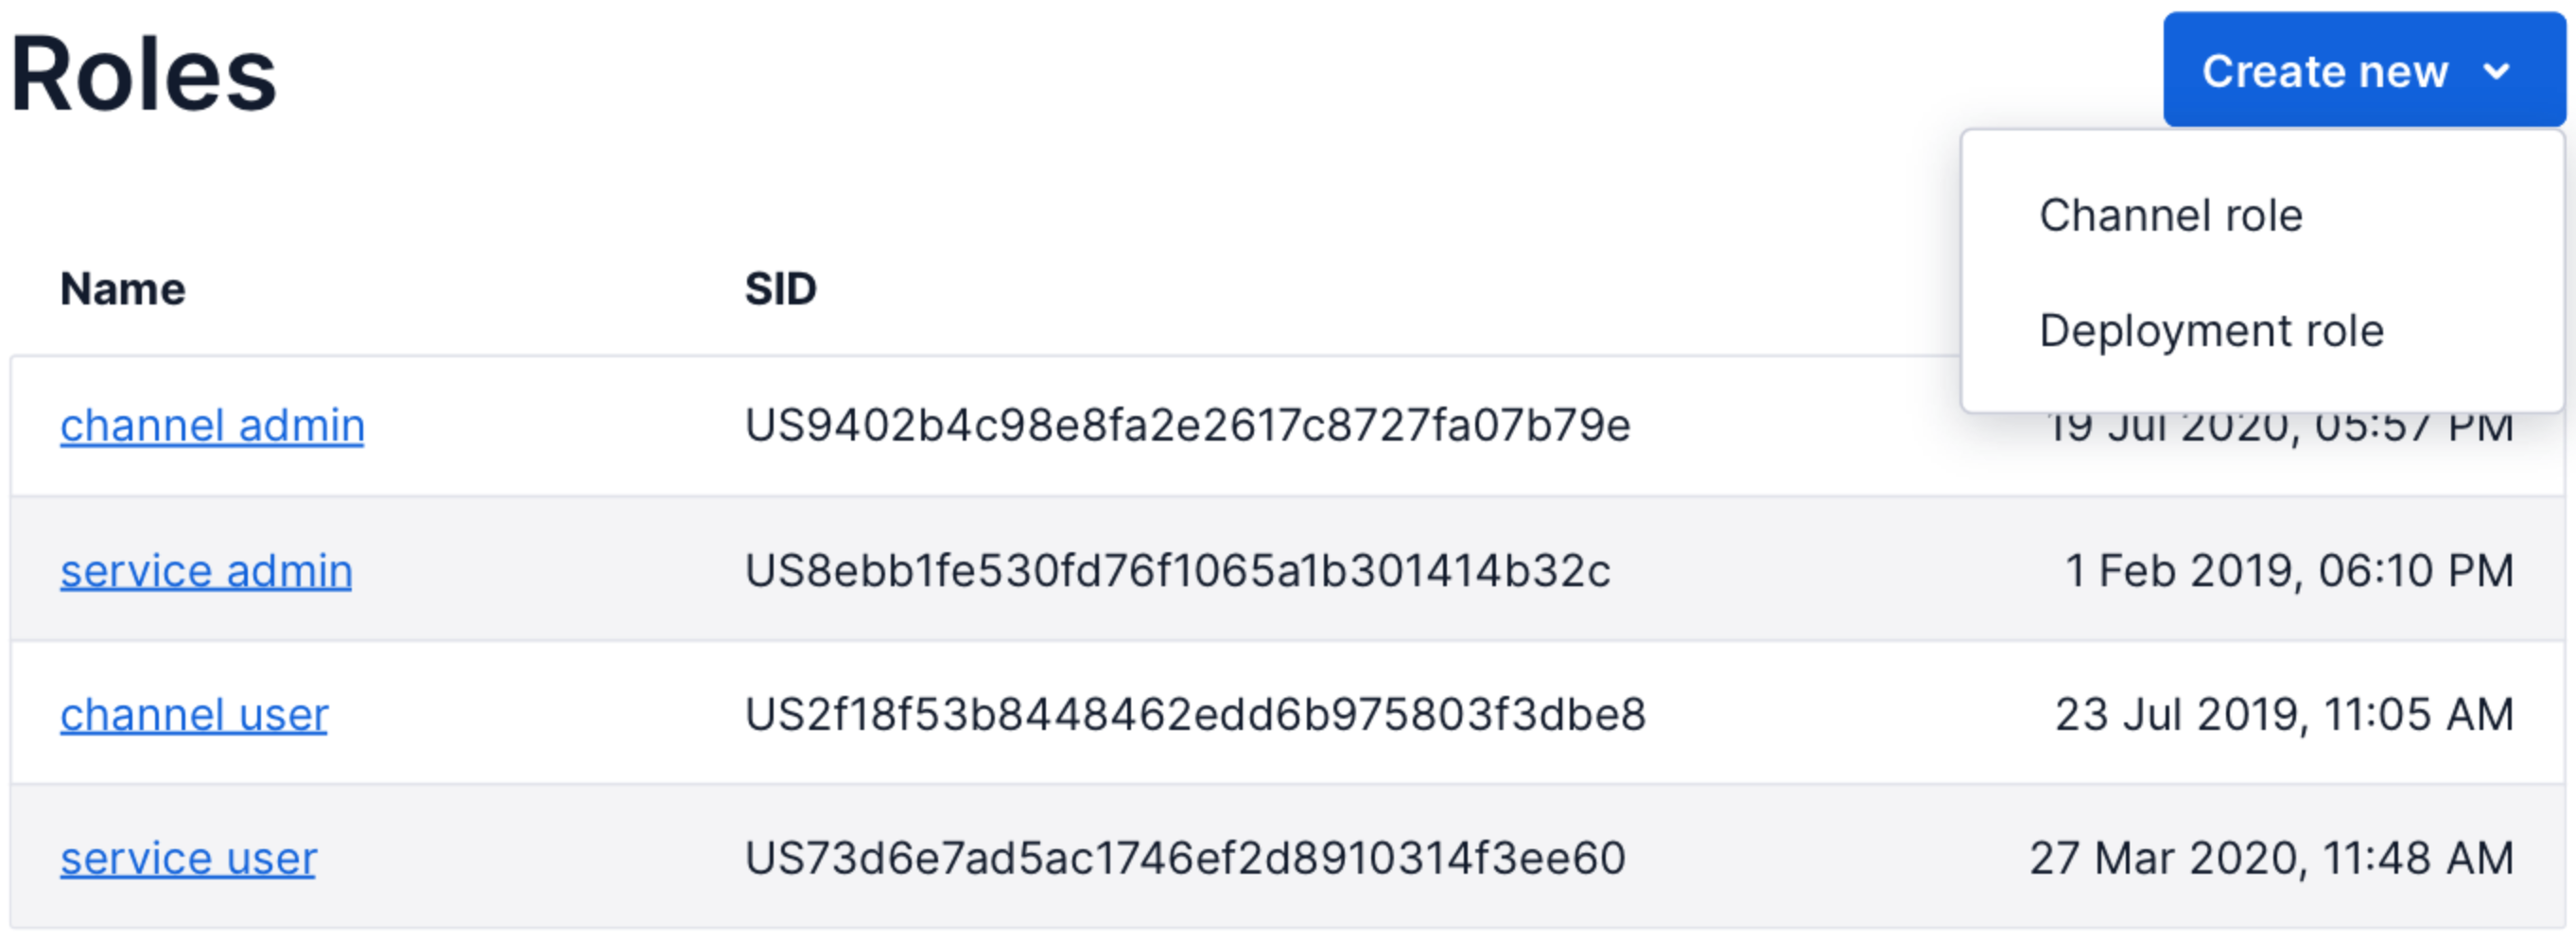 Roles
Create new
Channel role
Deployment role
Name SID
channel admin US9402b4c98e8fa2e2617c8727fa07b79e 19 Jul 2020, 05:57 PM
service admin US8ebb1fe530fd76f1065a1b301414b32c 1 Feb 2019, 06:10 PM
channel user US2f18f53b8448462edd6b975803f3dbe8 23 Jul 2019, 11:05 AM
service user US73d6e7ad5ac1746ef2d8910314f3ee60 27 Mar 2020, 11:48 AM